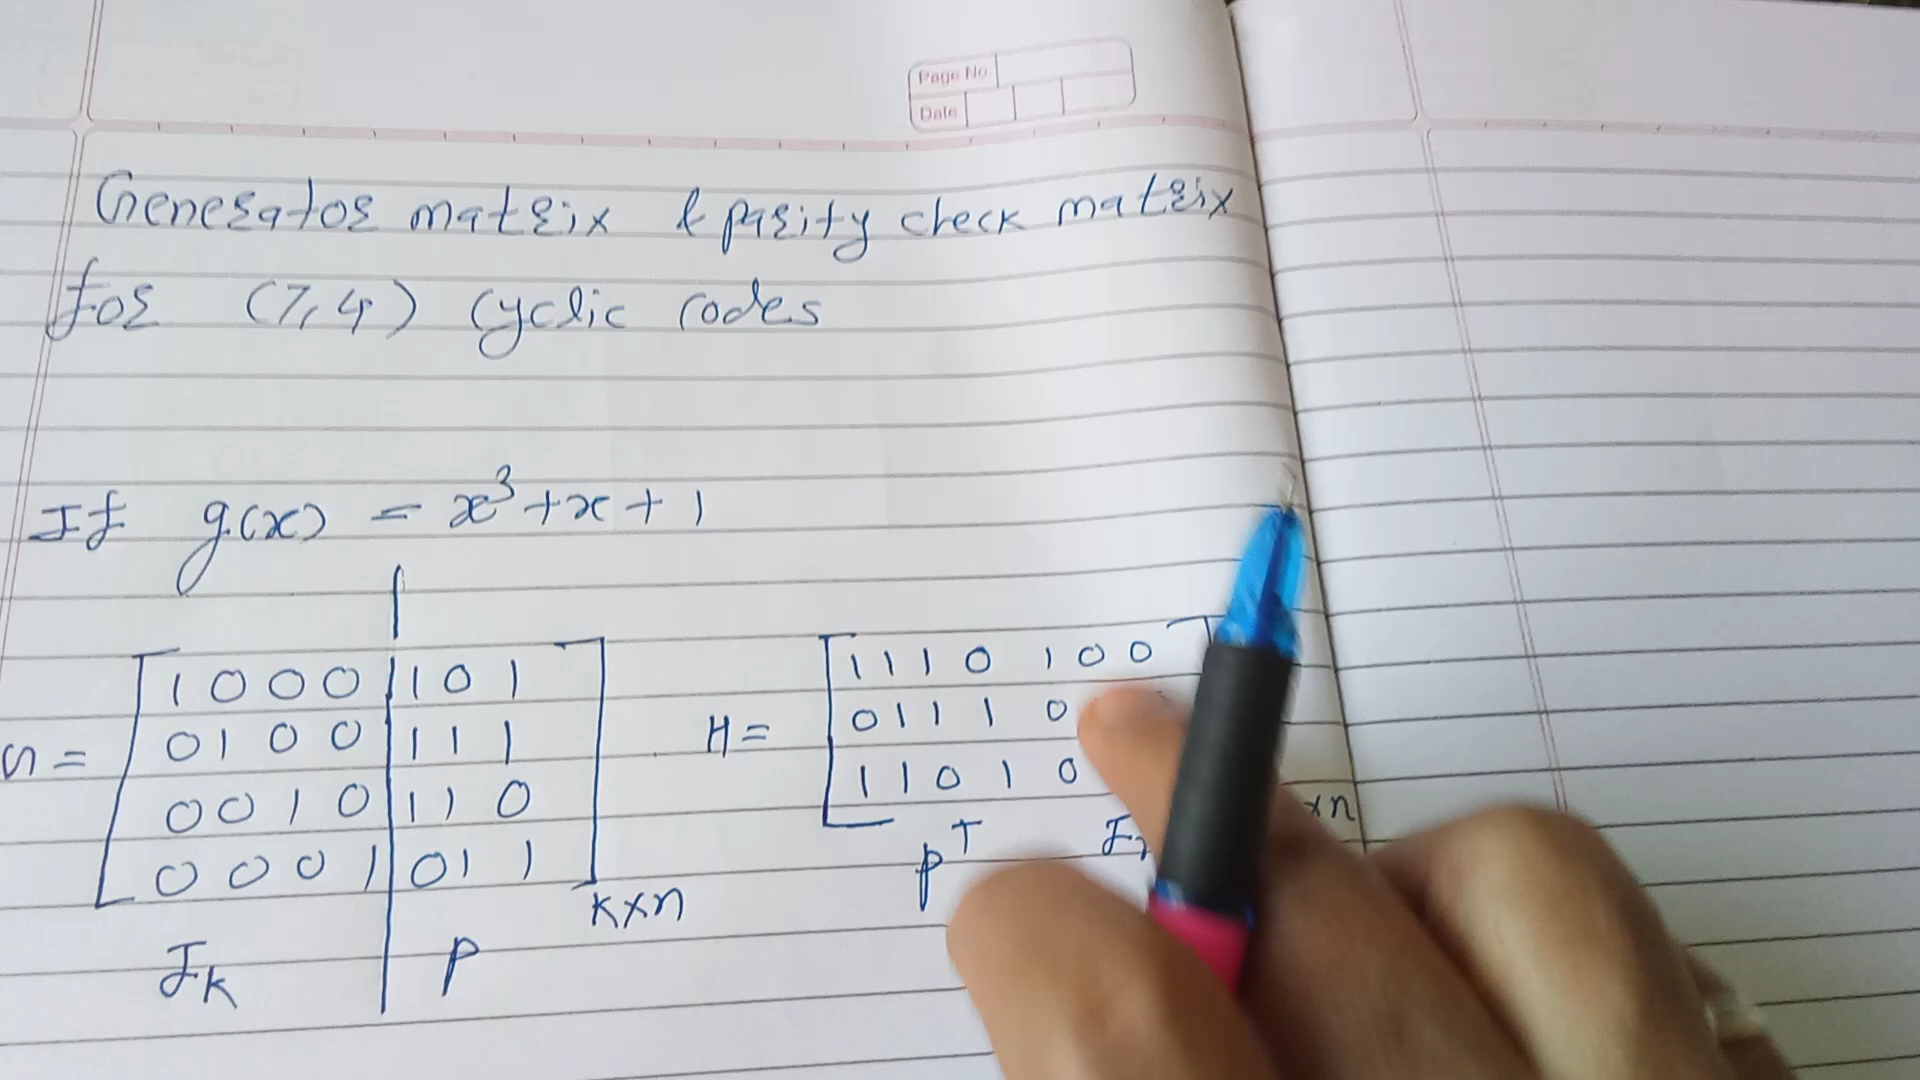 Page No.
Date
Generator matrix & parity check matrix
for (7,4) cyclic codes
If g(x) = x³+x+1
G = [1 0 0 0 | 1 0 1
0 1 0 0 | 1 1 1
0 0 1 0 | 1 1 0
0 0 0 1 | 0 1 1] k×n
I_k P
H = [1 1 1 0 1 0 0]
0 1 1 1 0
1 1 0 1 0
×n
P^T I